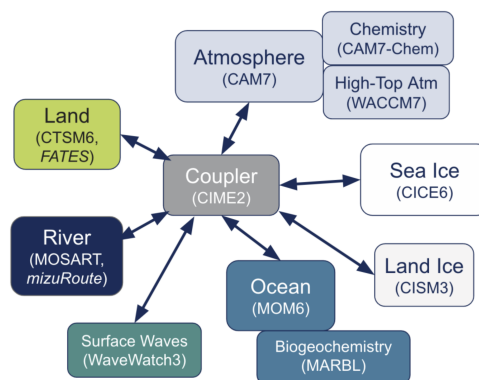 Chemistry
(CAM7-Chem)
Atmosphere
(CAM7)
High-Top Atm
(WACCM7)
Land
(CTSM6,
FATES)
Coupler
(CIME2)
Sea Ice
(CICE6)
River
(MOSART,
mizuRoute)
Land Ice
(CISM3)
Ocean
(MOM6)
Surface Waves
(WaveWatch3)
Biogeochemistry
(MARBL)